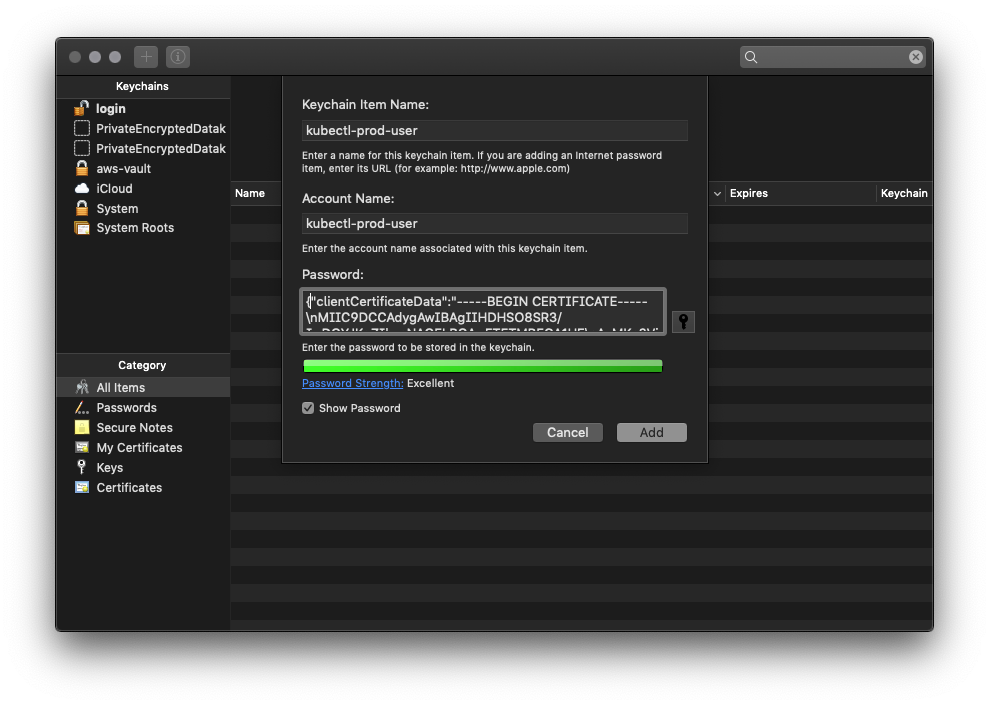 Keychains
login
PrivateEncryptedDatak
PrivateEncryptedDatak
aws-vault
iCloud
System
System Roots
Category
All Items
Passwords
Secure Notes
My Certificates
Keys
Certificates
Name
Expires
Keychain
Keychain Item Name:
kubectl-prod-user
Enter a name for this keychain item. If you are adding an Internet password
item, enter its URL (for example: http://www.apple.com)
Account Name:
kubectl-prod-user
Enter the account name associated with this keychain item.
Password:
{"clientCertificateData":"-----BEGIN CERTIFICATE-----
\nMIIC9DCCAdygAwIBAgIIHDHSO8SR3/
Enter the password to be stored in the keychain.
Password Strength: Excellent
Show Password
Cancel
Add